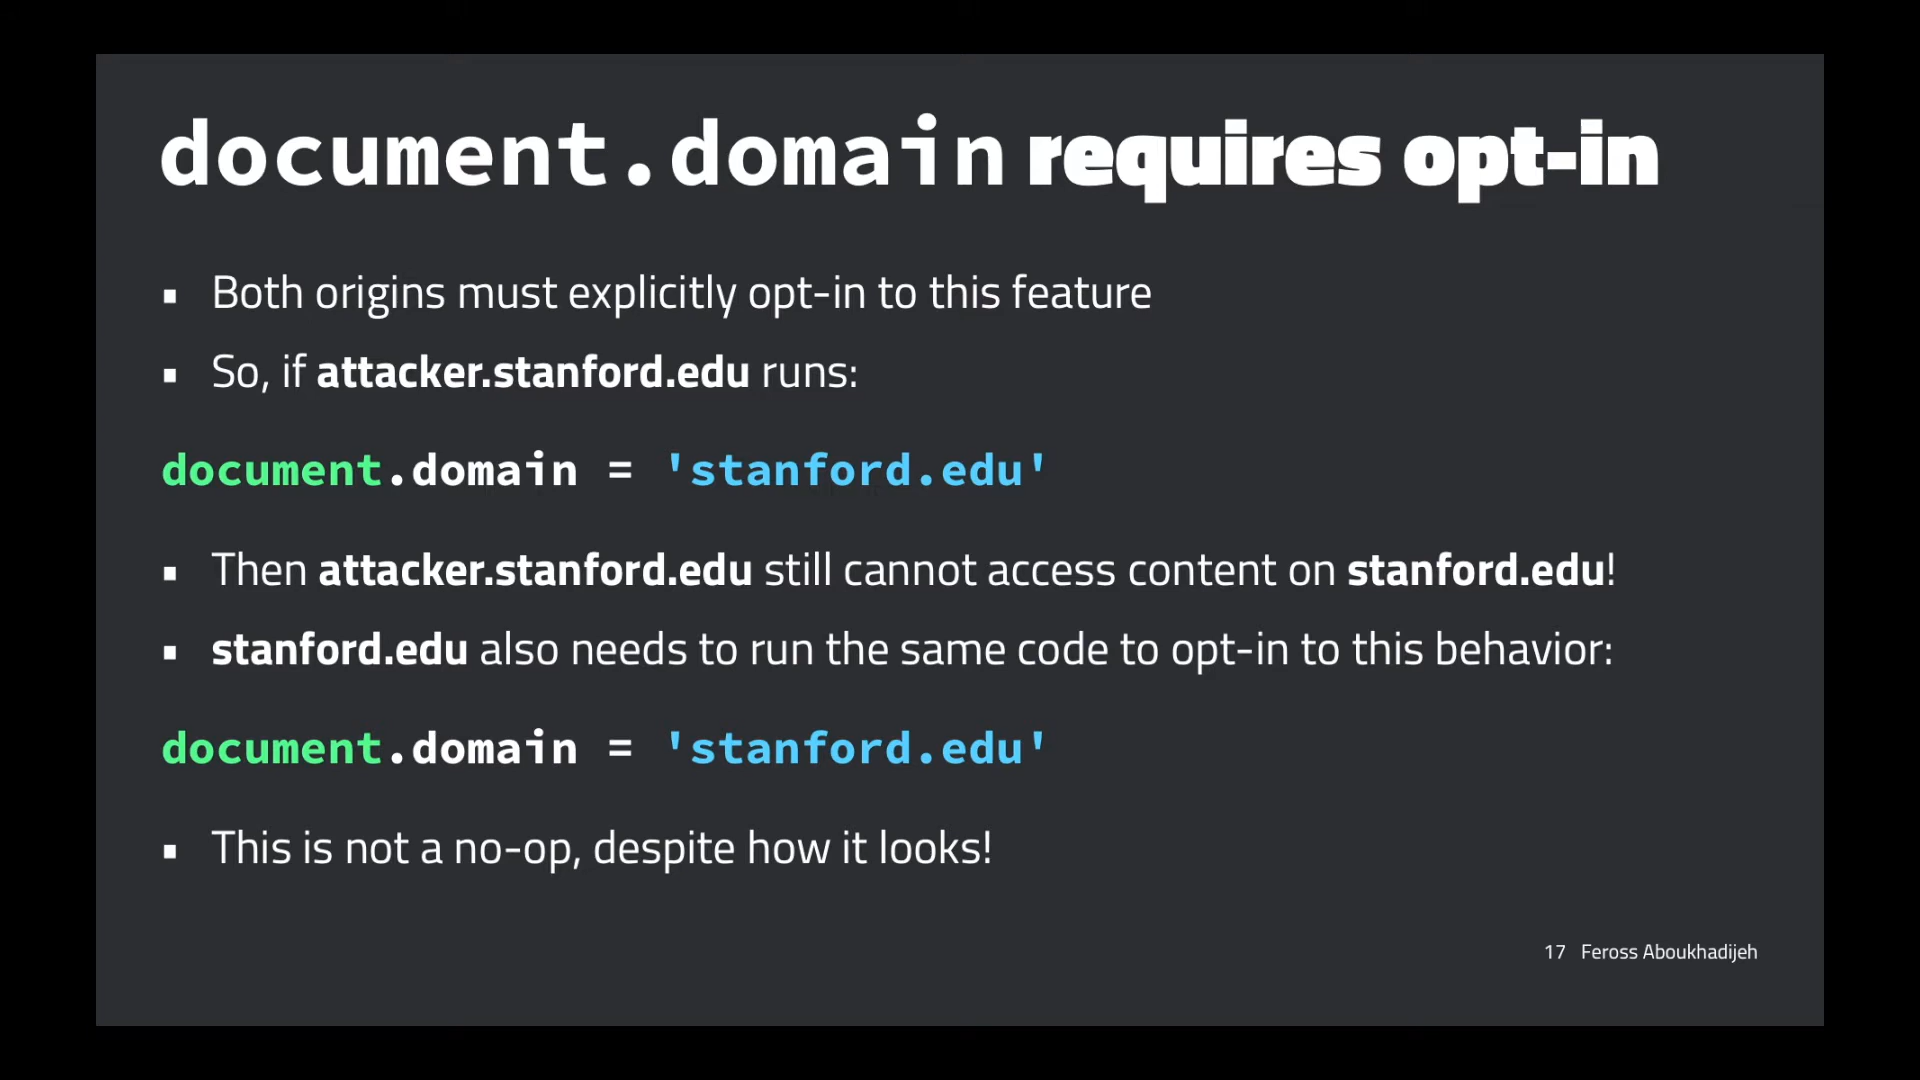 document.domain requires opt-in
▪ Both origins must explicitly opt-in to this feature
▪ So, if attacker.stanford.edu runs:
document.domain = 'stanford.edu'
▪ Then attacker.stanford.edu still cannot access content on stanford.edu!
▪ stanford.edu also needs to run the same code to opt-in to this behavior:
document.domain = 'stanford.edu'
▪ This is not a no-op, despite how it looks!
17 Feross Aboukhadijeh